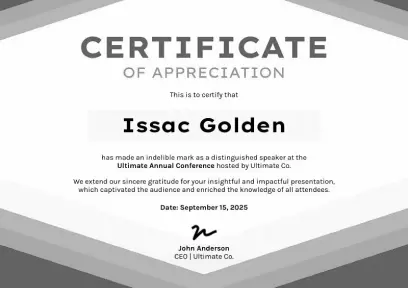 CERTIFICATE
OF APPRECIATION
This is to certify that
Issac Golden
has made an indelible mark as a distinguished speaker at the
Ultimate Annual Conference hosted by Ultimate Co.
We extend our sincere gratitude for your insightful and impactful presentation,
which captivated the audience and enriched the knowledge of all attendees.
Date: September 15, 2025
John Anderson
CEO | Ultimate Co.